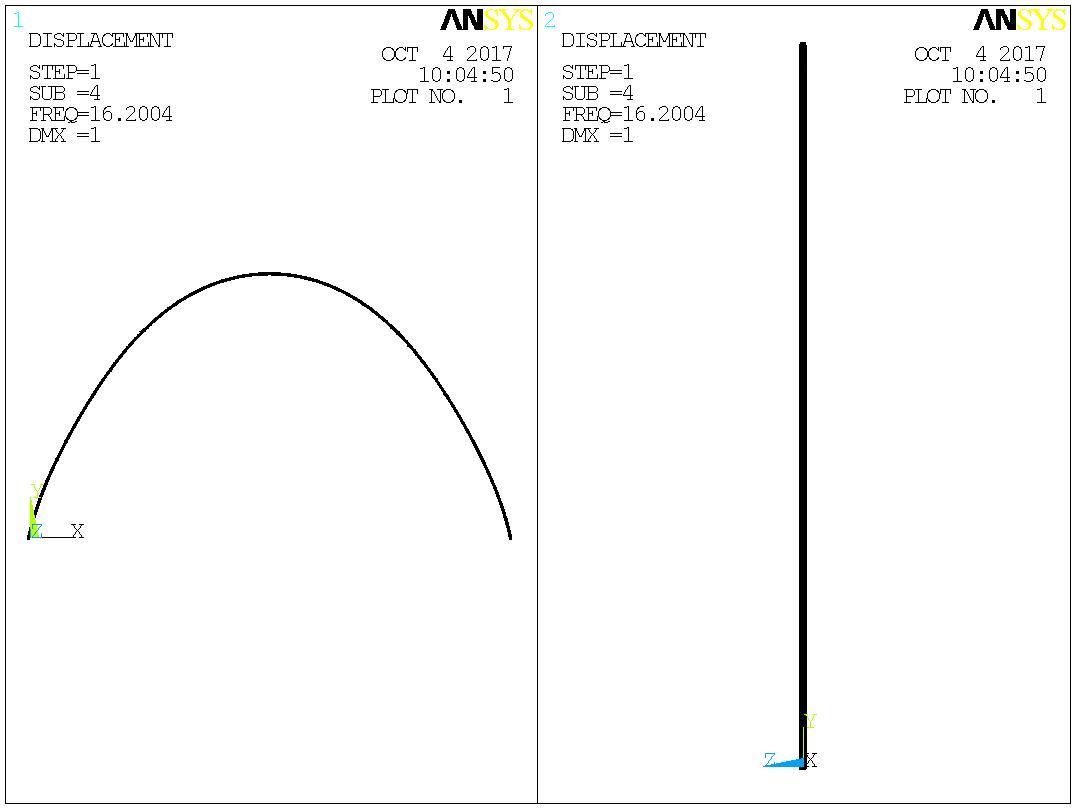 1
ANSYS
DISPLACEMENT
STEP=1
SUB =4
FREQ=16.2004
DMX =1
OCT  4 2017
10:04:50
PLOT NO.   1
Y
Z
X
2
ANSYS
DISPLACEMENT
STEP=1
SUB =4
FREQ=16.2004
DMX =1
OCT  4 2017
10:04:50
PLOT NO.   1
Y
Z
X